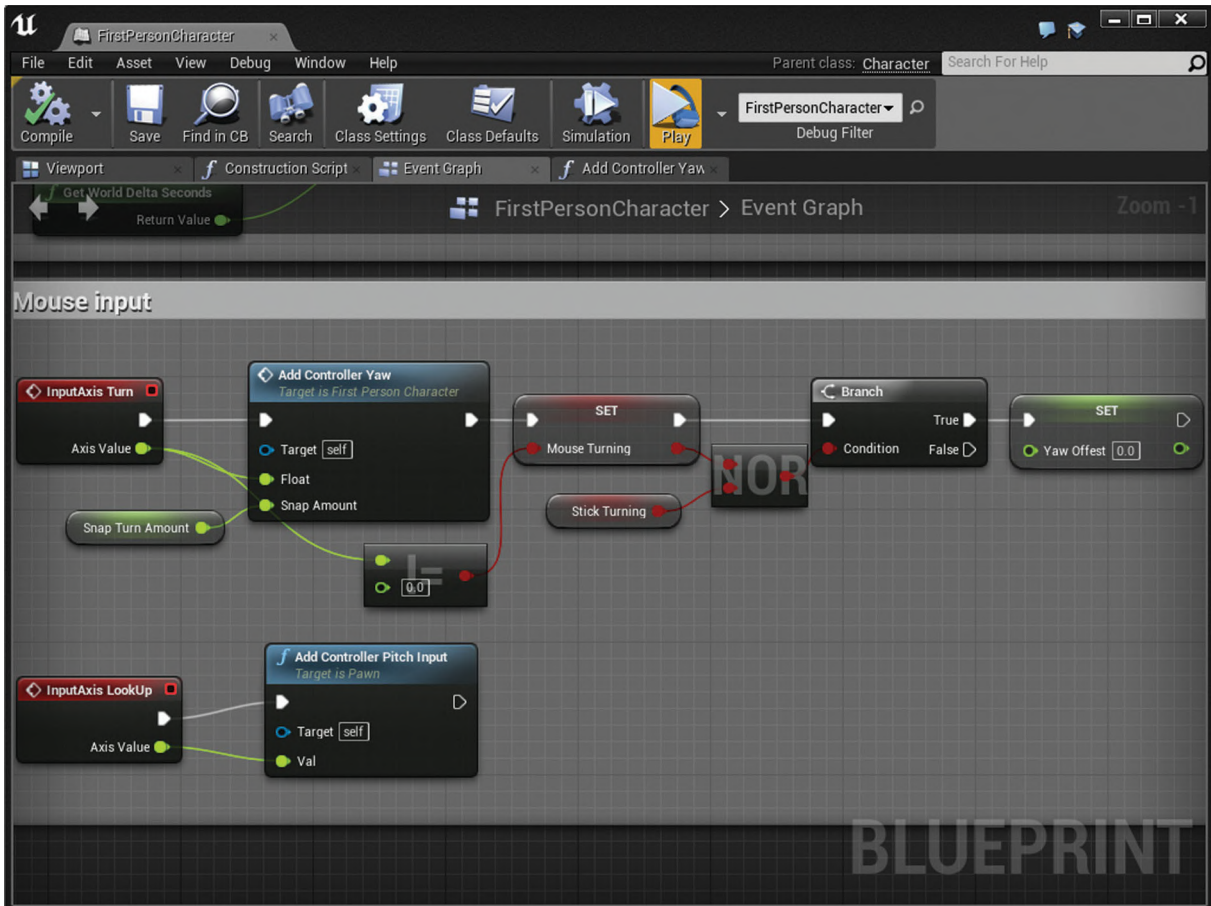 FirstPersonCharacter
File Edit Asset View Debug Window Help
Parent class: Character
Search For Help
Compile
Save
Find in CB
Search
Class Settings
Class Defaults
Simulation
Play
FirstPersonCharacter
Debug Filter
Viewport
Construction Script
Event Graph
Add Controller Yaw
Get World Delta Seconds
Return Value
FirstPersonCharacter > Event Graph
Zoom -1
Mouse input
InputAxis Turn
Axis Value
Snap Turn Amount
Add Controller Yaw
Target is First Person Character
Target self
Float
Snap Amount
!=
0.0
SET
Mouse Turning
Stick Turning
NOR
Branch
True
Condition False
SET
Yaw Offest 0.0
InputAxis LookUp
Axis Value
Add Controller Pitch Input
Target is Pawn
Target self
Val
BLUEPRINT